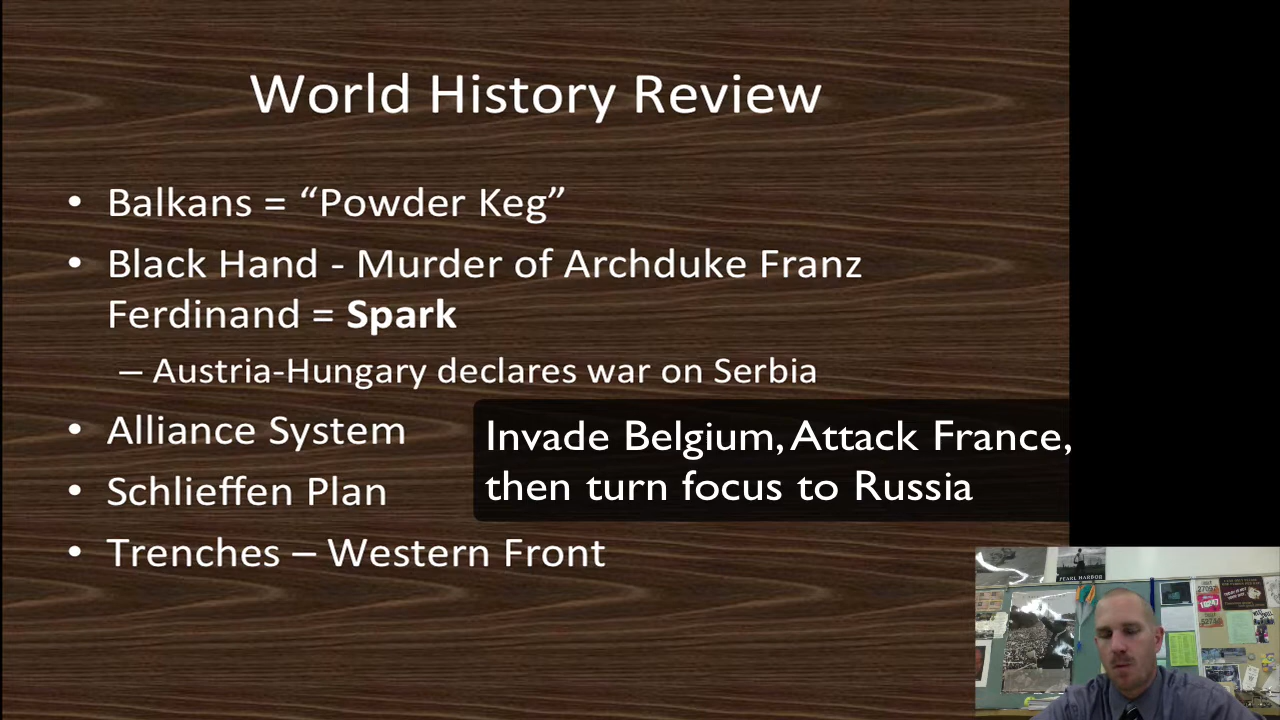 World History Review
• Balkans = “Powder Keg”
• Black Hand - Murder of Archduke Franz
Ferdinand = Spark
– Austria-Hungary declares war on Serbia
• Alliance System
Invade Belgium, Attack France,
then turn focus to Russia
• Schlieffen Plan
• Trenches – Western Front
PEARL HARBOR